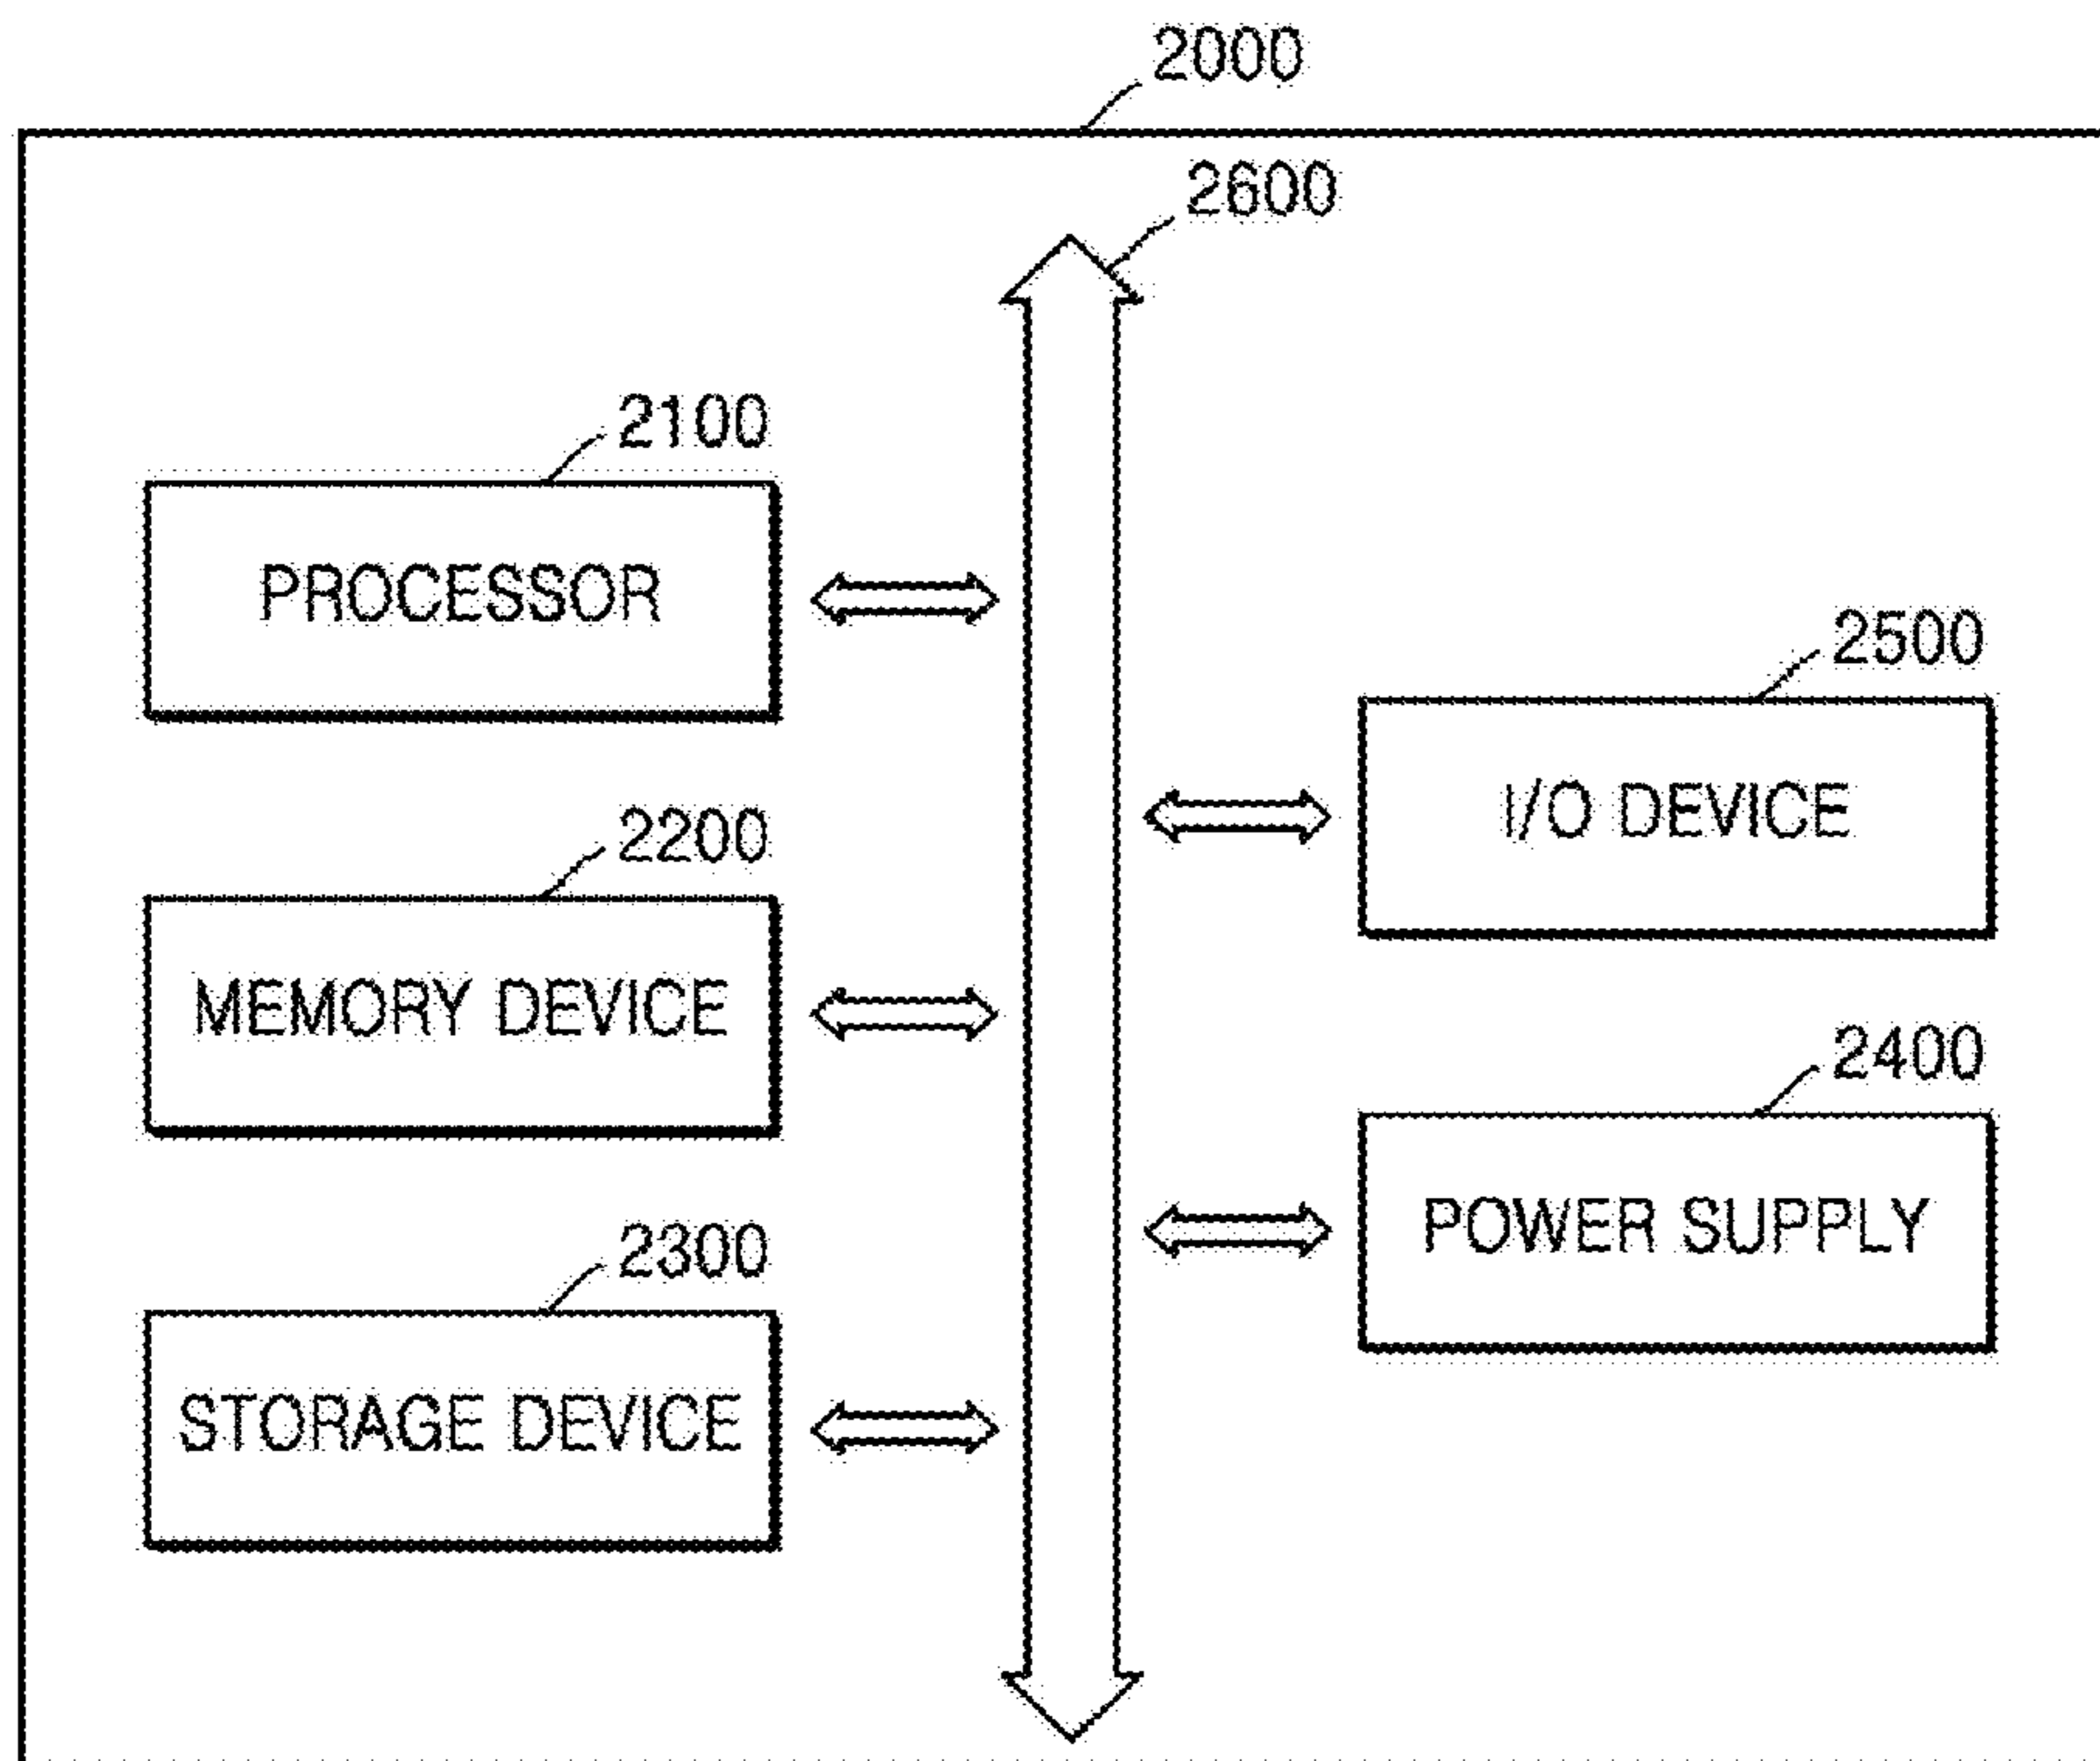 2000
2600
2100
PROCESSOR
2500
I/O DEVICE
2200
MEMORY DEVICE
2400
POWER SUPPLY
2300
STORAGE DEVICE